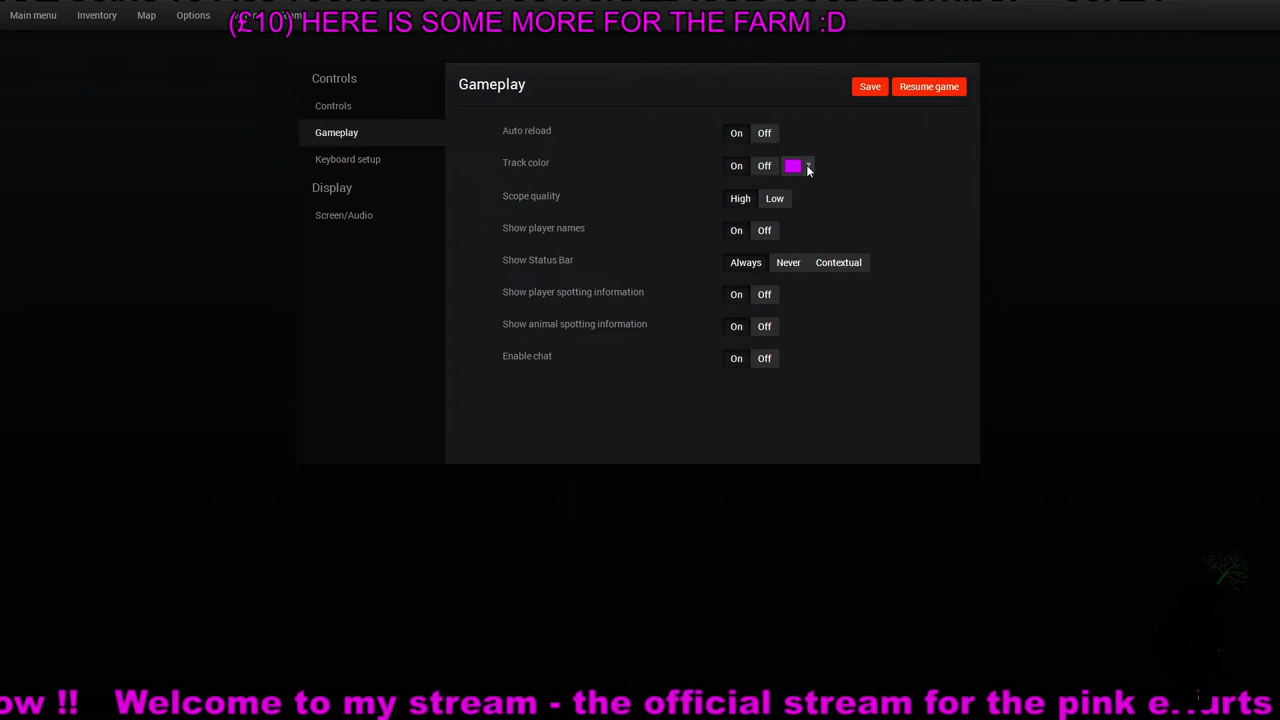 (£10) HERE IS SOME MORE FOR THE FARM :D
Main menu Inventory Map Options
Controls
Controls
Gameplay
Keyboard setup
Display
Screen/Audio
Gameplay
Save Resume game
Auto reload On Off
Track color On Off
Scope quality High Low
Show player names On Off
Show Status Bar Always Never Contextual
Show player spotting information On Off
Show animal spotting information On Off
Enable chat On Off
ow !! Welcome to my stream - the official stream for the pink